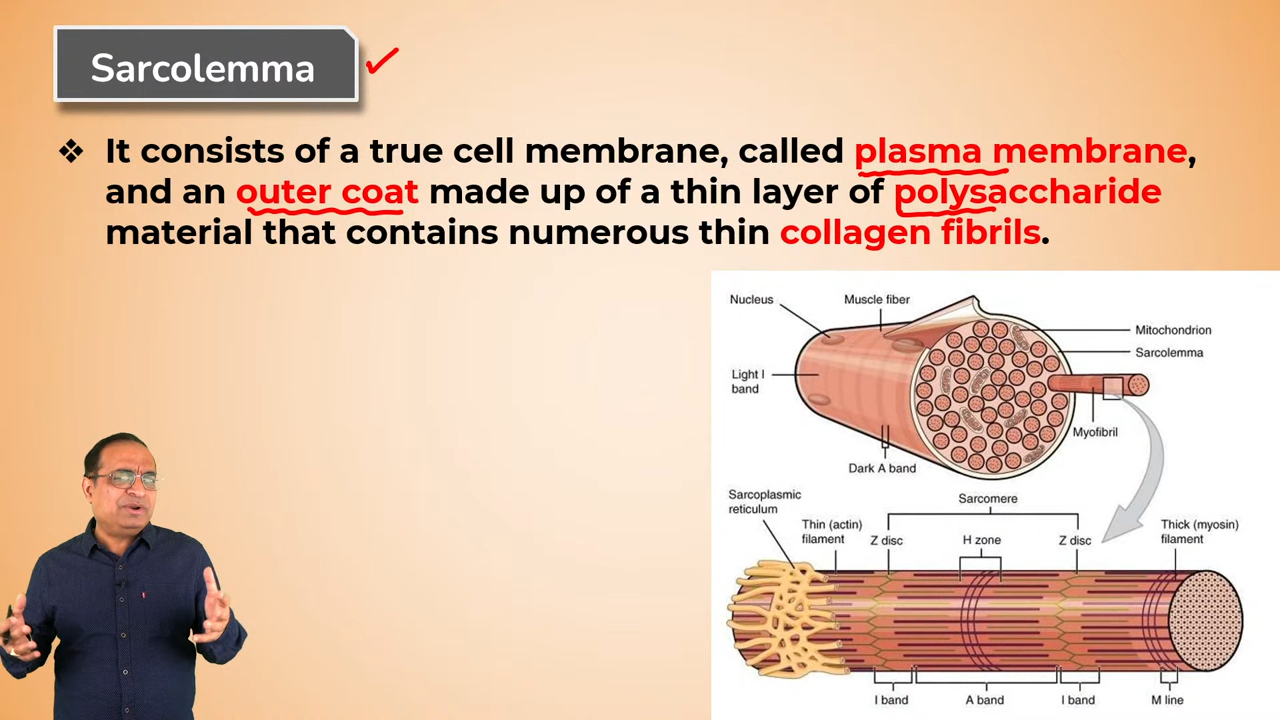 Sarcolemma
❖ It consists of a true cell membrane, called plasma membrane,
and an outer coat made up of a thin layer of polysaccharide
material that contains numerous thin collagen fibrils.
Nucleus
Muscle fiber
Mitochondrion
Sarcolemma
Light I
band
Myofibril
Dark A band
Sarcoplasmic
reticulum
Sarcomere
Thin (actin)
filament
Z disc
H zone
Z disc
Thick (myosin)
filament
I band
A band
I band
M line